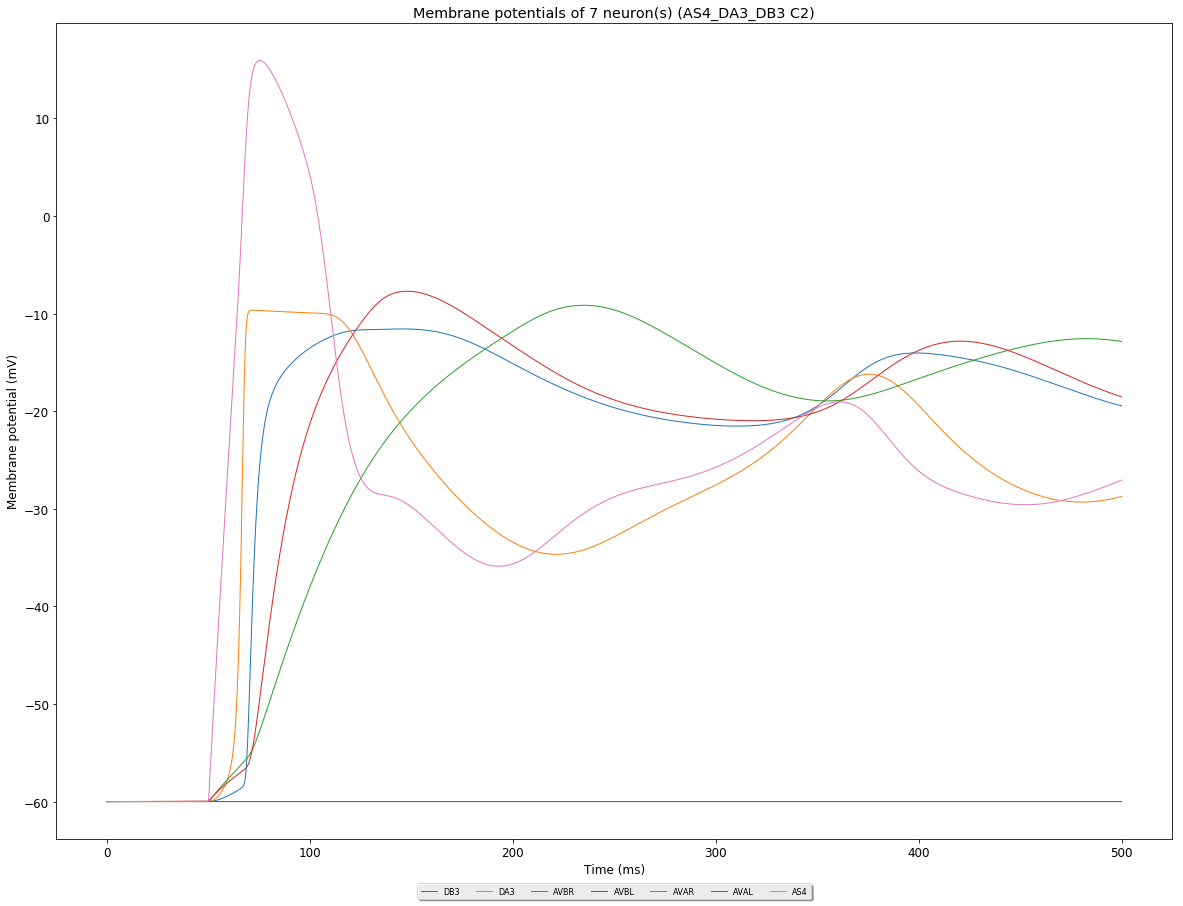 Membrane potentials of 7 neuron(s) (AS4_DA3_DB3 C2)
Membrane potential (mV)
10
0
−10
−20
−30
−40
−50
−60
0 100 200 300 400 500
Time (ms)
DB3 DA3 AVBR AVBL AVAR AVAL AS4